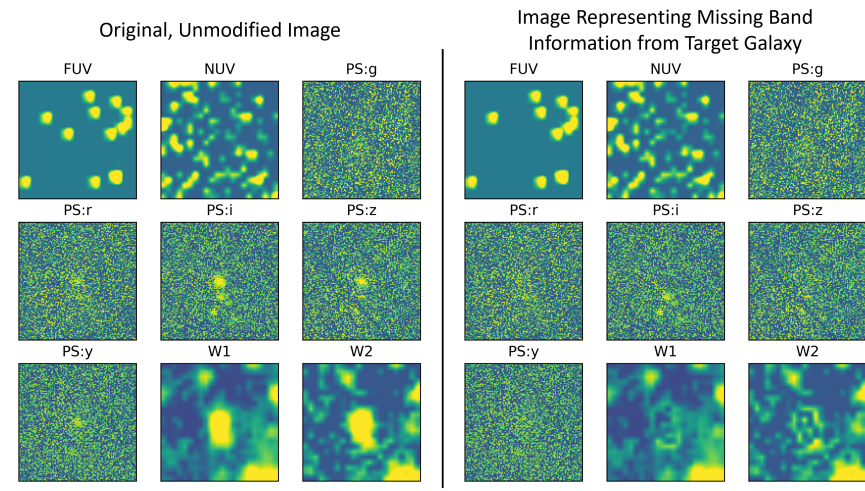 Original, Unmodified Image
FUV NUV PS:g
PS:r PS:i PS:z
PS:y W1 W2
Image Representing Missing Band
Information from Target Galaxy
FUV NUV PS:g
PS:r PS:i PS:z
PS:y W1 W2